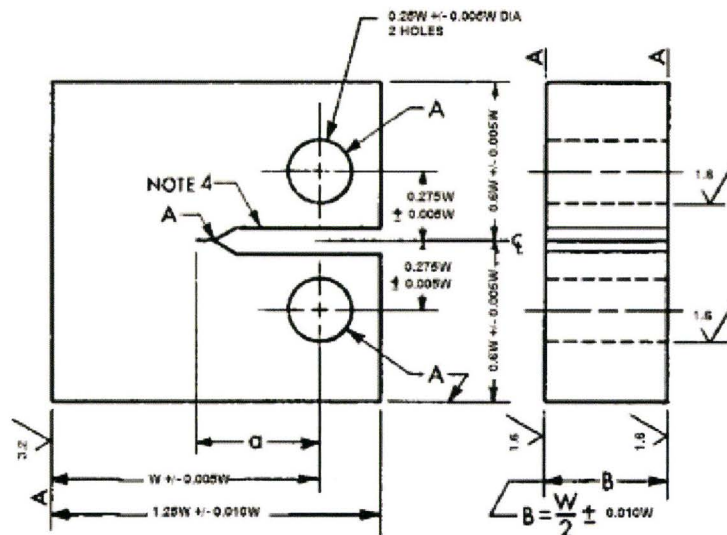 0.25W +/- 0.005W DIA
2 HOLES
A
A
A
0.6W +/- 0.005W
NOTE 4
A
0.275W
± 0.005W
1.6
℄
0.275W
± 0.005W
0.6W +/- 0.005W
1.6
A
3.2
a
1.6
1.6
W +/- 0.005W
A
B
1.25W +/- 0.010W
B = W/2 ± 0.010W